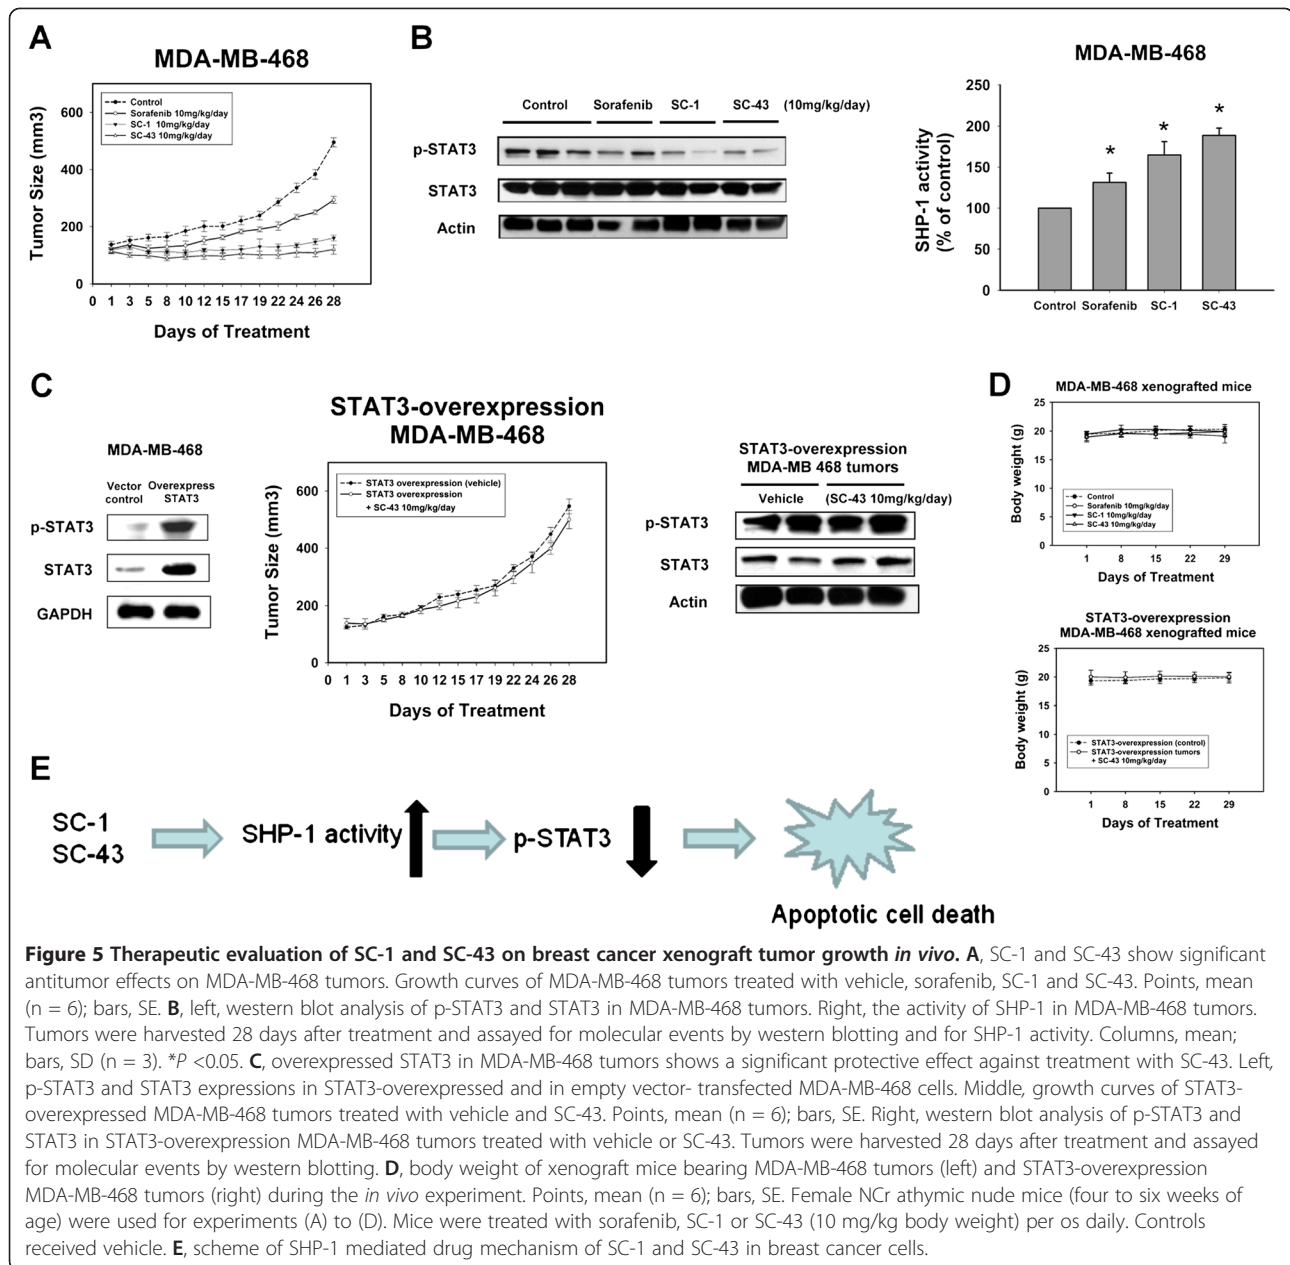 A
MDA-MB-468
Control
Sorafenib 10mg/kg/day
SC-1 10mg/kg/day
SC-43 10mg/kg/day
Tumor Size (mm3)
600
400
200
0
0 1 3 5 8 10 12 15 17 19 22 24 26 28
Days of Treatment
B
Control Sorafenib SC-1 SC-43 (10mg/kg/day)
p-STAT3
STAT3
Actin
MDA-MB-468
SHP-1 activity
(% of control)
250
200
150
100
50
0
* * *
Control Sorafenib SC-1 SC-43
C
MDA-MB-468
Vector control
Overexpress STAT3
p-STAT3
STAT3
GAPDH
STAT3-overexpression
MDA-MB-468
STAT3 overexpression (vehicle)
STAT3 overexpression
+ SC-43 10mg/kg/day
Tumor Size (mm3)
600
400
200
0
0 1 3 5 8 10 12 15 17 19 22 24 26 28
Days of Treatment
STAT3-overexpression
MDA-MB 468 tumors
Vehicle (SC-43 10mg/kg/day)
p-STAT3
STAT3
Actin
D
MDA-MB-468 xenografted mice
Body weight (g)
25
20
15
10
5
0
Control
Sorafenib 10mg/kg/day
SC-1 10mg/kg/day
SC-43 10mg/kg/day
1 8 15 22 29
Days of Treatment
STAT3-overexpression
MDA-MB-468 xenografted mice
Body weight (g)
25
20
15
10
5
0
STAT3-overexpression (control)
STAT3-overexpression tumors
+ SC-43 10mg/kg/day
1 8 15 22 29
Days of Treatment
E
SC-1
SC-43
SHP-1 activity
p-STAT3
Apoptotic cell death
Figure 5 Therapeutic evaluation of SC-1 and SC-43 on breast cancer xenograft tumor growth in vivo. A, SC-1 and SC-43 show significant
antitumor effects on MDA-MB-468 tumors. Growth curves of MDA-MB-468 tumors treated with vehicle, sorafenib, SC-1 and SC-43. Points, mean
(n = 6); bars, SE. B, left, western blot analysis of p-STAT3 and STAT3 in MDA-MB-468 tumors. Right, the activity of SHP-1 in MDA-MB-468 tumors.
Tumors were harvested 28 days after treatment and assayed for molecular events by western blotting and for SHP-1 activity. Columns, mean;
bars, SD (n = 3). *P <0.05. C, overexpressed STAT3 in MDA-MB-468 tumors shows a significant protective effect against treatment with SC-43. Left,
p-STAT3 and STAT3 expressions in STAT3-overexpressed and in empty vector- transfected MDA-MB-468 cells. Middle, growth curves of STAT3-
overexpressed MDA-MB-468 tumors treated with vehicle and SC-43. Points, mean (n = 6); bars, SE. Right, western blot analysis of p-STAT3 and
STAT3 in STAT3-overexpression MDA-MB-468 tumors treated with vehicle or SC-43. Tumors were harvested 28 days after treatment and assayed
for molecular events by western blotting. D, body weight of xenograft mice bearing MDA-MB-468 tumors (left) and STAT3-overexpression
MDA-MB-468 tumors (right) during the in vivo experiment. Points, mean (n = 6); bars, SE. Female NCr athymic nude mice (four to six weeks of
age) were used for experiments (A) to (D). Mice were treated with sorafenib, SC-1 or SC-43 (10 mg/kg body weight) per os daily. Controls
received vehicle. E, scheme of SHP-1 mediated drug mechanism of SC-1 and SC-43 in breast cancer cells.